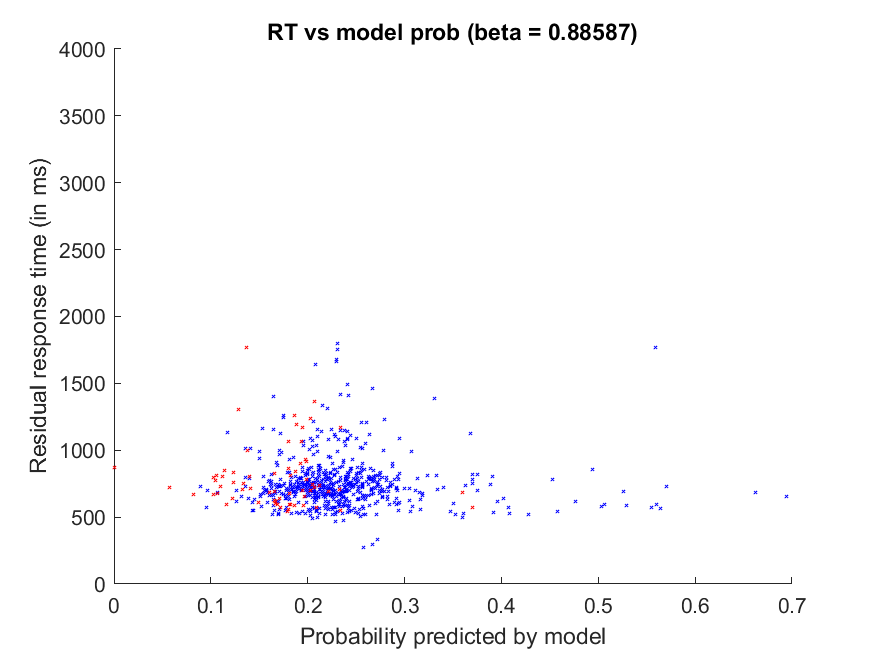 RT vs model prob (beta = 0.88587)
4000
3500
3000
2500
2000
1500
1000
500
0
Residual response time (in ms)
0 0.1 0.2 0.3 0.4 0.5 0.6 0.7
Probability predicted by model